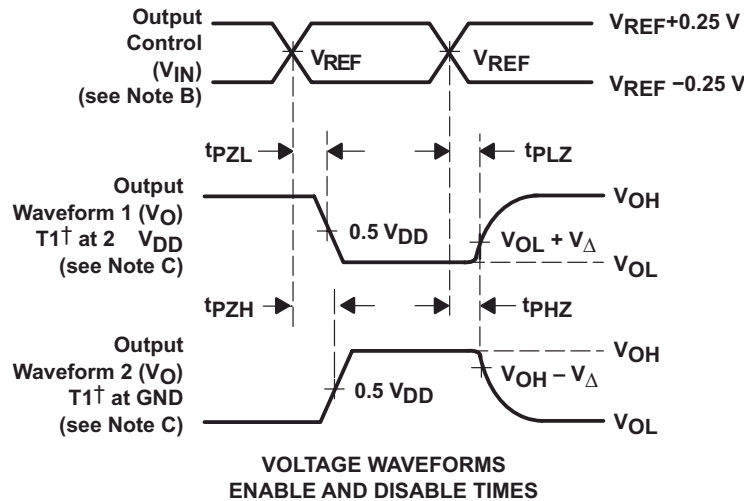 Output
Control
(VIN)
(see Note B)
VREF
VREF
VREF+0.25 V
VREF −0.25 V
tPZL
tPLZ
Output
Waveform 1 (VO)
T1† at 2 VDD
(see Note C)
0.5 VDD
VOH
VOL + VΔ
VOL
tPZH
tPHZ
Output
Waveform 2 (VO)
T1† at GND
(see Note C)
0.5 VDD
VOH
VOH − VΔ
VOL
VOLTAGE WAVEFORMS
ENABLE AND DISABLE TIMES